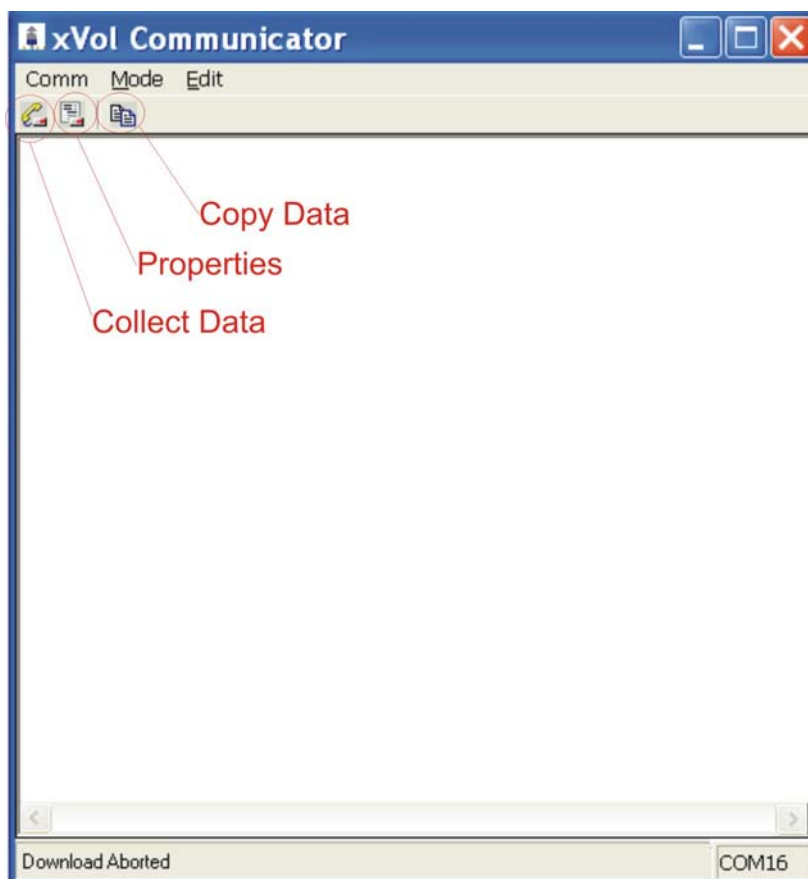 xVol Communicator
Comm Mode Edit
Copy Data
Properties
Collect Data
Download Aborted
COM16